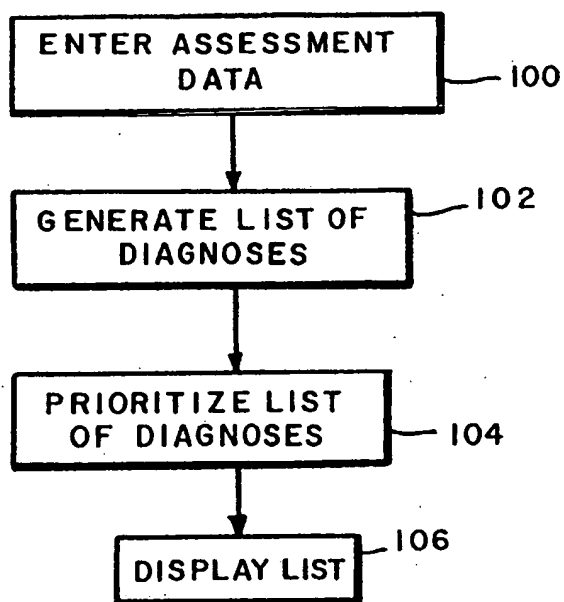 ENTER ASSESSMENT
DATA
100
GENERATE LIST OF
DIAGNOSES
102
PRIORITIZE LIST
OF DIAGNOSES
104
DISPLAY LIST
106